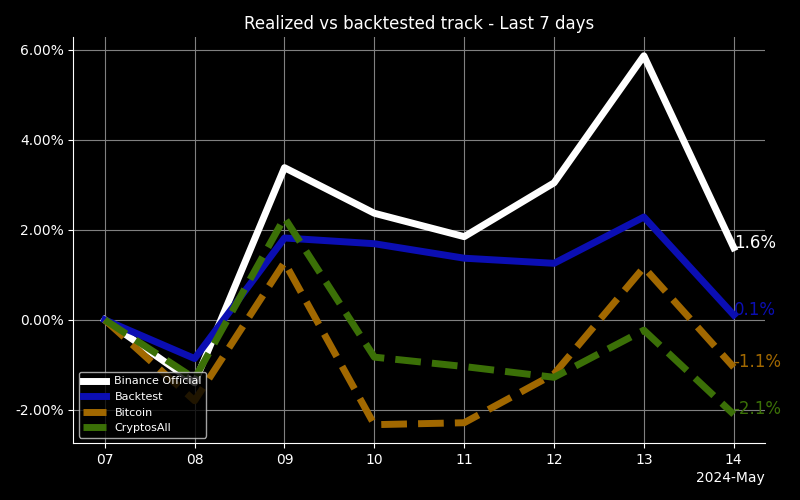 Realized vs backtested track - Last 7 days
6.00%
4.00%
2.00%
0.00%
-2.00%
1.6%
0.1%
-1.1%
-2.1%
Binance Official
Backtest
Bitcoin
CryptosAll
07 08 09 10 11 12 13 14
2024-May